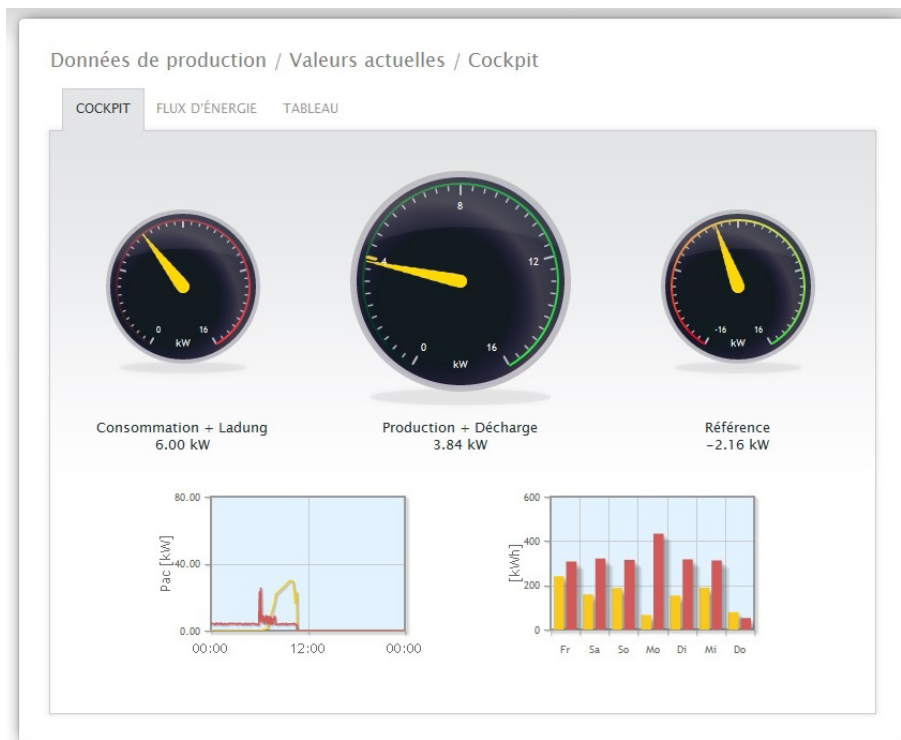 Données de production / Valeurs actuelles / Cockpit
COCKPIT FLUX D'ÉNERGIE TABLEAU
0 16
kW
4 8 12
0 16
kW
-16 16
kW
Consommation + Ladung
6.00 kW
Production + Décharge
3.84 kW
Référence
-2.16 kW
80.00
40.00
0.00
Pac [kW]
00:00 12:00 00:00
600
400
200
0
[kWh]
Fr Sa So Mo Di Mi Do